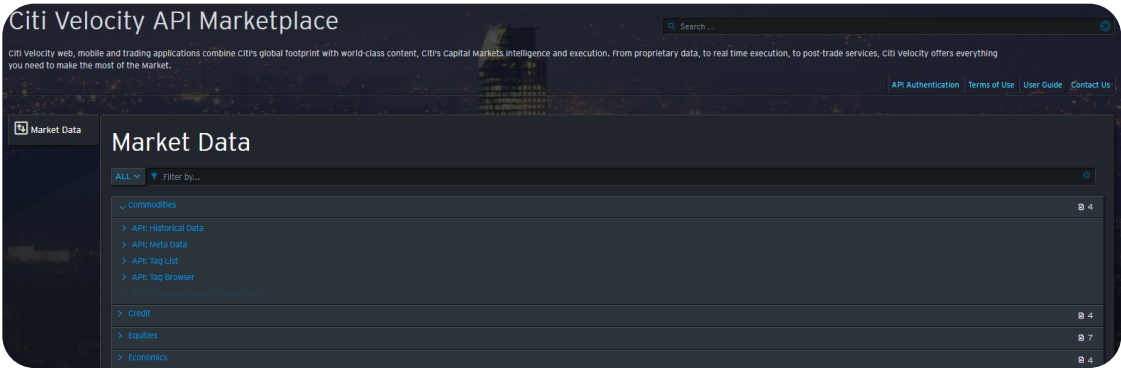 Citi Velocity API Marketplace
Search ...
Citi Velocity web, mobile and trading applications combine Citi's global footprint with world-class content, Citi's Capital Markets intelligence and execution. From proprietary data, to real time execution, to post-trade services, Citi Velocity offers everything
you need to make the most of the Market.
API Authentication Terms of Use User Guide Contact Us
Market Data
Market Data
ALL Filter by...
Commodities 4
API: Historical Data
API: Meta Data
API: Tag List
API: Tag Browser
Credit 4
Equities 7
Economics 4